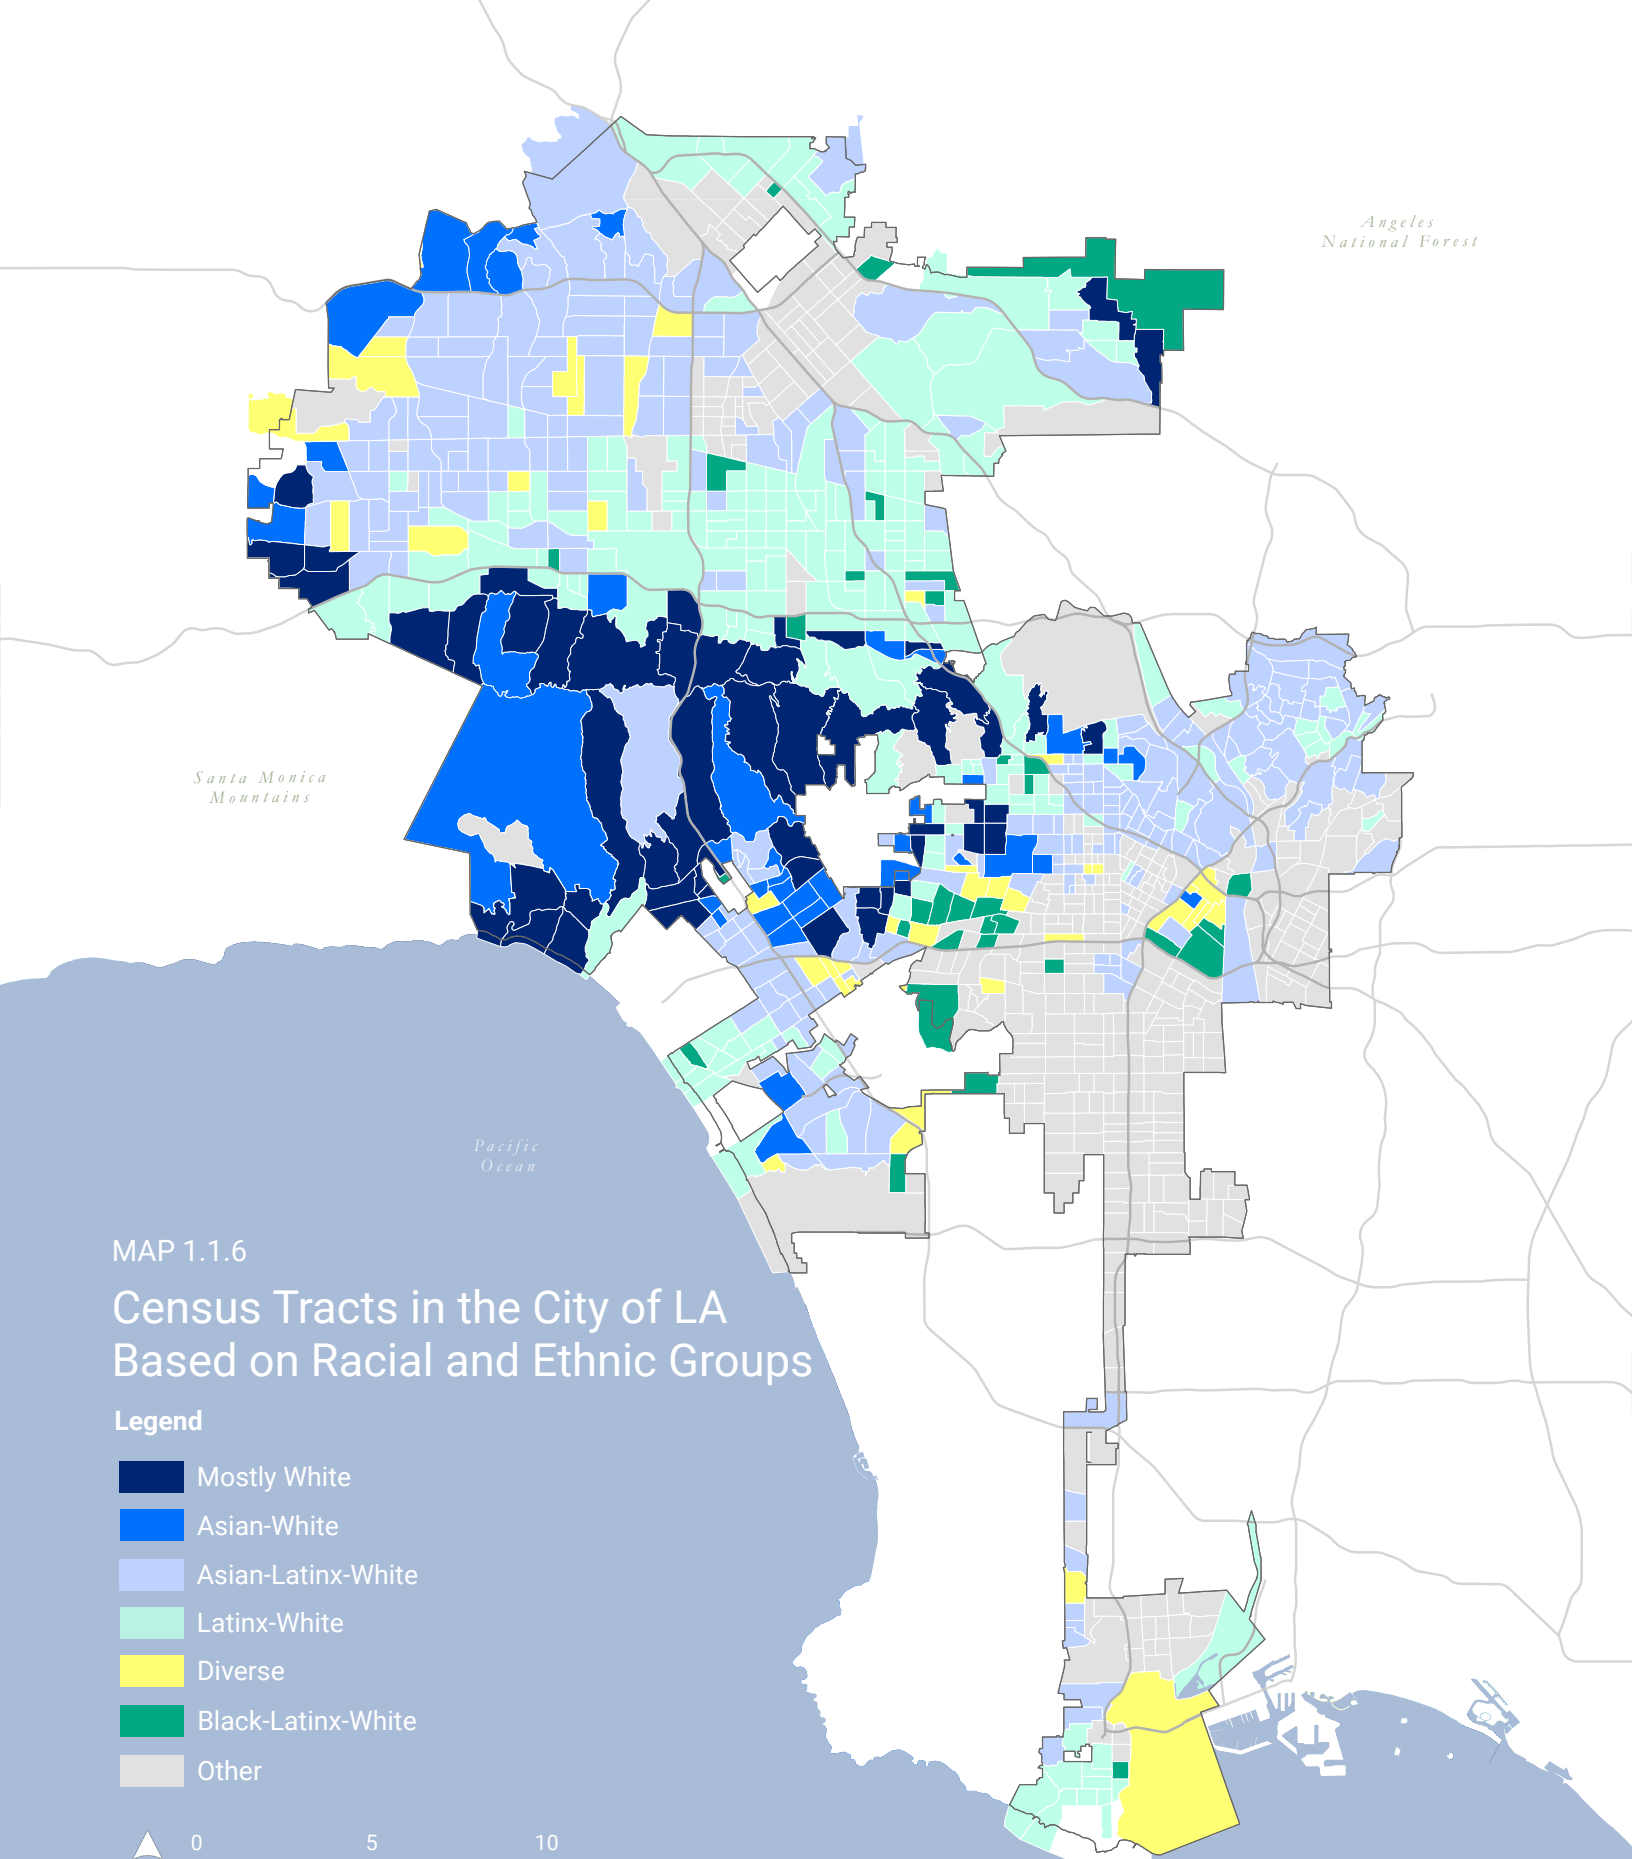 Angeles
National Forest
Santa Monica
Mountains
Pacific
Ocean
MAP 1.1.6
Census Tracts in the City of LA
Based on Racial and Ethnic Groups
Legend
Mostly White
Asian-White
Asian-Latinx-White
Latinx-White
Diverse
Black-Latinx-White
Other
0 5 10